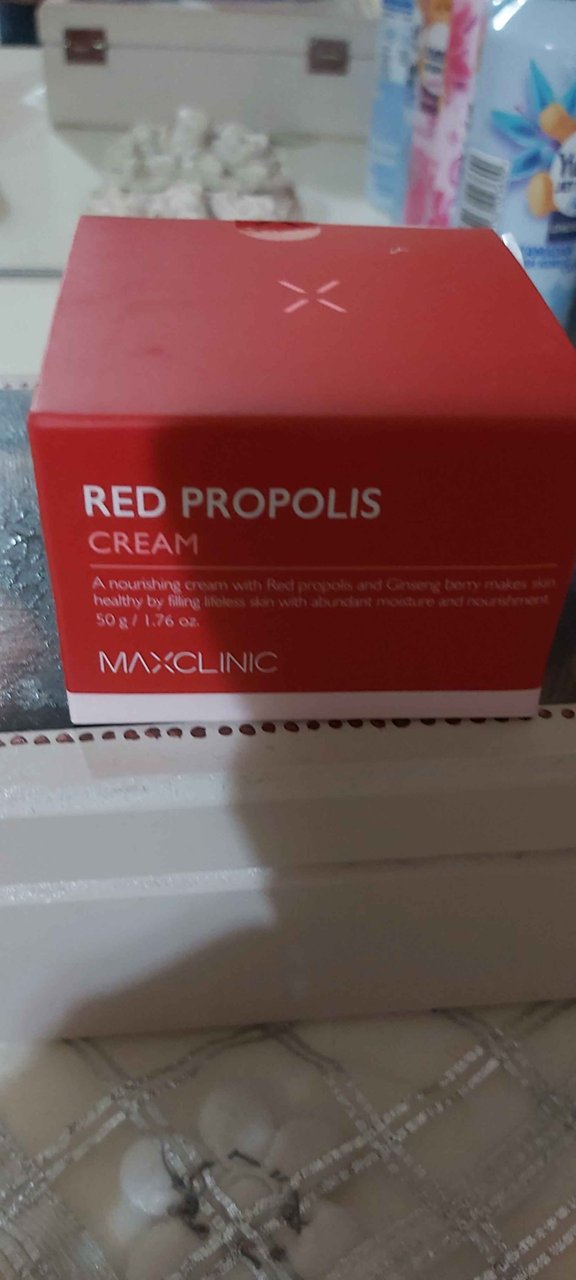 RED PROPOLIS
CREAM
A nourishing cream with Red propolis and Ginseng berry makes skin
healthy by filling lifeless skin with abundant moisture and nourishment.
50 g / 1.76 oz.
MAXCLINIC